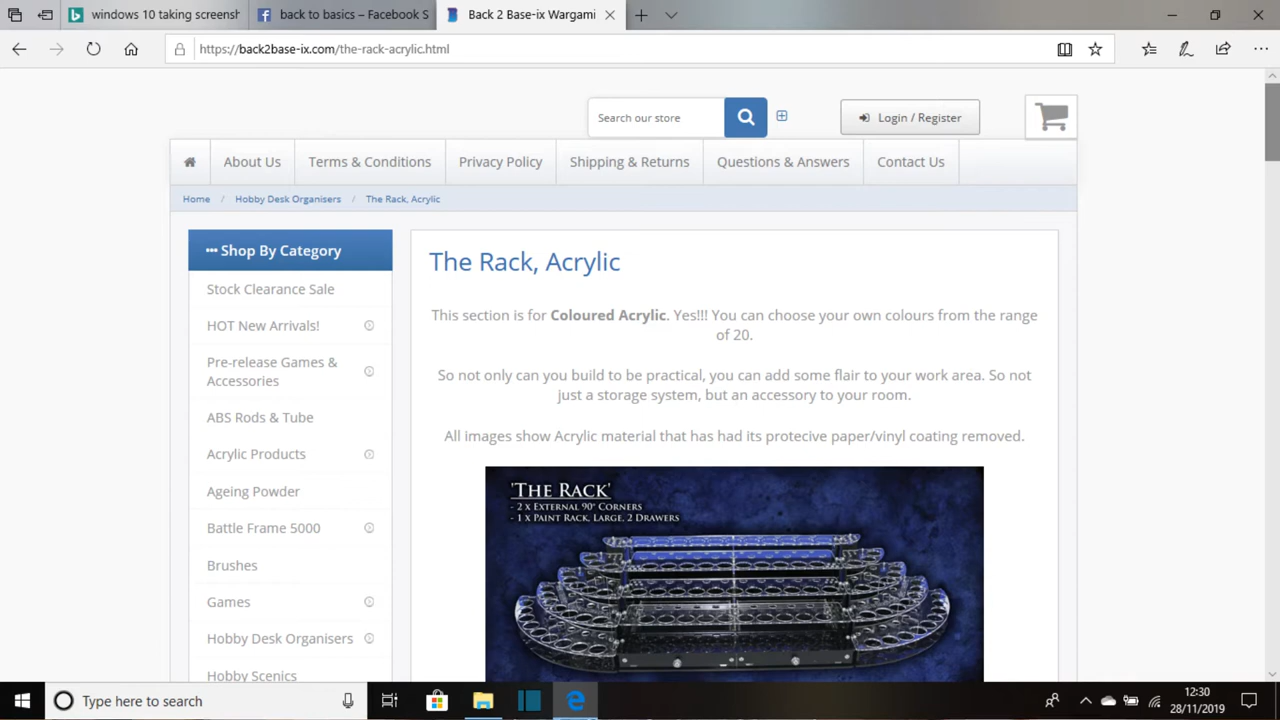 windows 10 taking screensh
back to basics – Facebook S
Back 2 Base-ix Wargami
https://back2base-ix.com/the-rack-acrylic.html
Search our store
Login / Register
About Us
Terms & Conditions
Privacy Policy
Shipping & Returns
Questions & Answers
Contact Us
Home / Hobby Desk Organisers / The Rack, Acrylic
••• Shop By Category
Stock Clearance Sale
HOT New Arrivals!
Pre-release Games &
Accessories
ABS Rods & Tube
Acrylic Products
Ageing Powder
Battle Frame 5000
Brushes
Games
Hobby Desk Organisers
Hobby Scenics
The Rack, Acrylic
This section is for Coloured Acrylic. Yes!!! You can choose your own colours from the range
of 20.
So not only can you build to be practical, you can add some flair to your work area. So not
just a storage system, but an accessory to your room.
All images show Acrylic material that has had its protecive paper/vinyl coating removed.
'THE RACK'
- 2 X EXTERNAL 90° CORNERS
- 1 X PAINT RACK, LARGE, 2 DRAWERS
Type here to search
12:30
28/11/2019